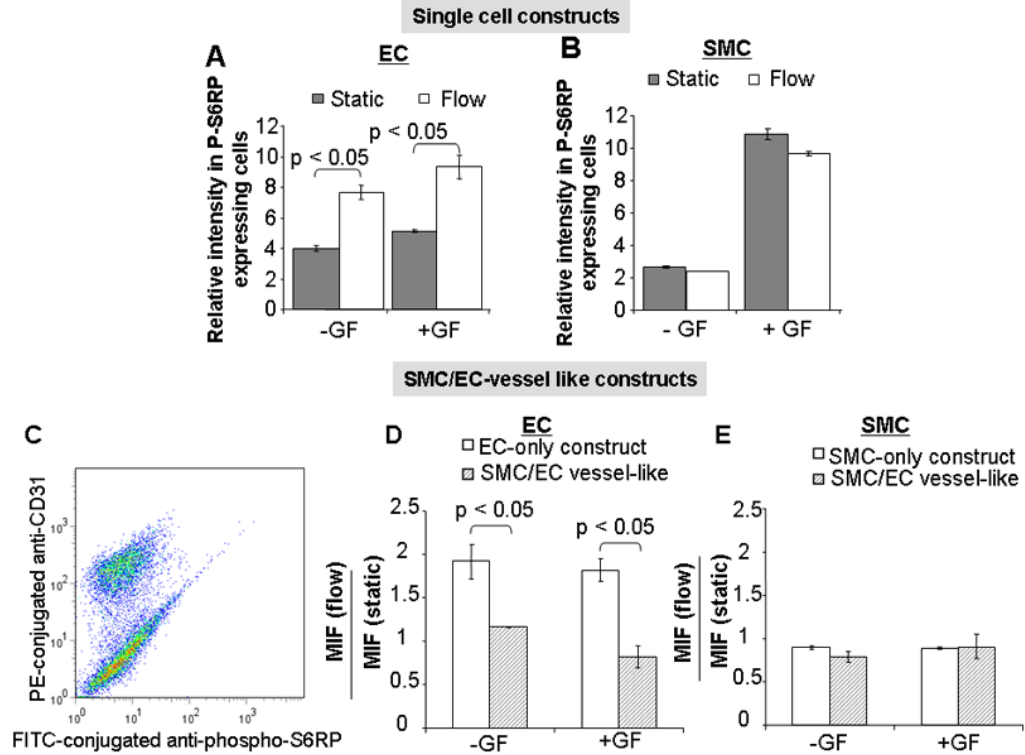 Single cell constructs
A
EC
Static Flow
Relative intensity in P-S6RP
expressing cells
12
10
8
6
4
2
0
p < 0.05
p < 0.05
-GF +GF
B
SMC
Static Flow
Relative intensity in P-S6RP
expressing cells
12
10
8
6
4
2
0
- GF + GF
SMC/EC-vessel like constructs
C
PE-conjugated anti-CD31
10³
10²
10¹
10⁰
10⁰ 10¹ 10² 10³
FITC-conjugated anti-phospho-S6RP
D
EC
EC-only construct
SMC/EC vessel-like
MIF (flow)
MIF (static)
2.5
2
1.5
1
0.5
0
p < 0.05
p < 0.05
-GF +GF
E
SMC
SMC-only construct
SMC/EC vessel-like
MIF (flow)
MIF (static)
2.5
2
1.5
1
0.5
0
-GF +GF